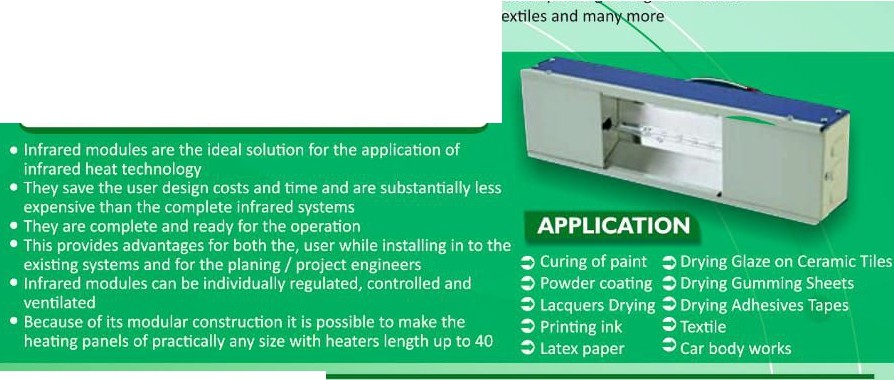 extiles and many more
Infrared modules are the ideal solution for the application of
infrared heat technology
They save the user design costs and time and are substantially less
expensive than the complete infrared systems
They are complete and ready for the operation
This provides advantages for both the, user while installing in to the
existing systems and for the planing / project engineers
Infrared modules can be individually regulated, controlled and
ventilated
Because of its modular construction it is possible to make the
heating panels of practically any size with heaters length up to 40
APPLICATION
Curing of paint
Powder coating
Lacquers Drying
Printing ink
Latex paper
Drying Glaze on Ceramic Tiles
Drying Gumming Sheets
Drying Adhesives Tapes
Textile
Car body works